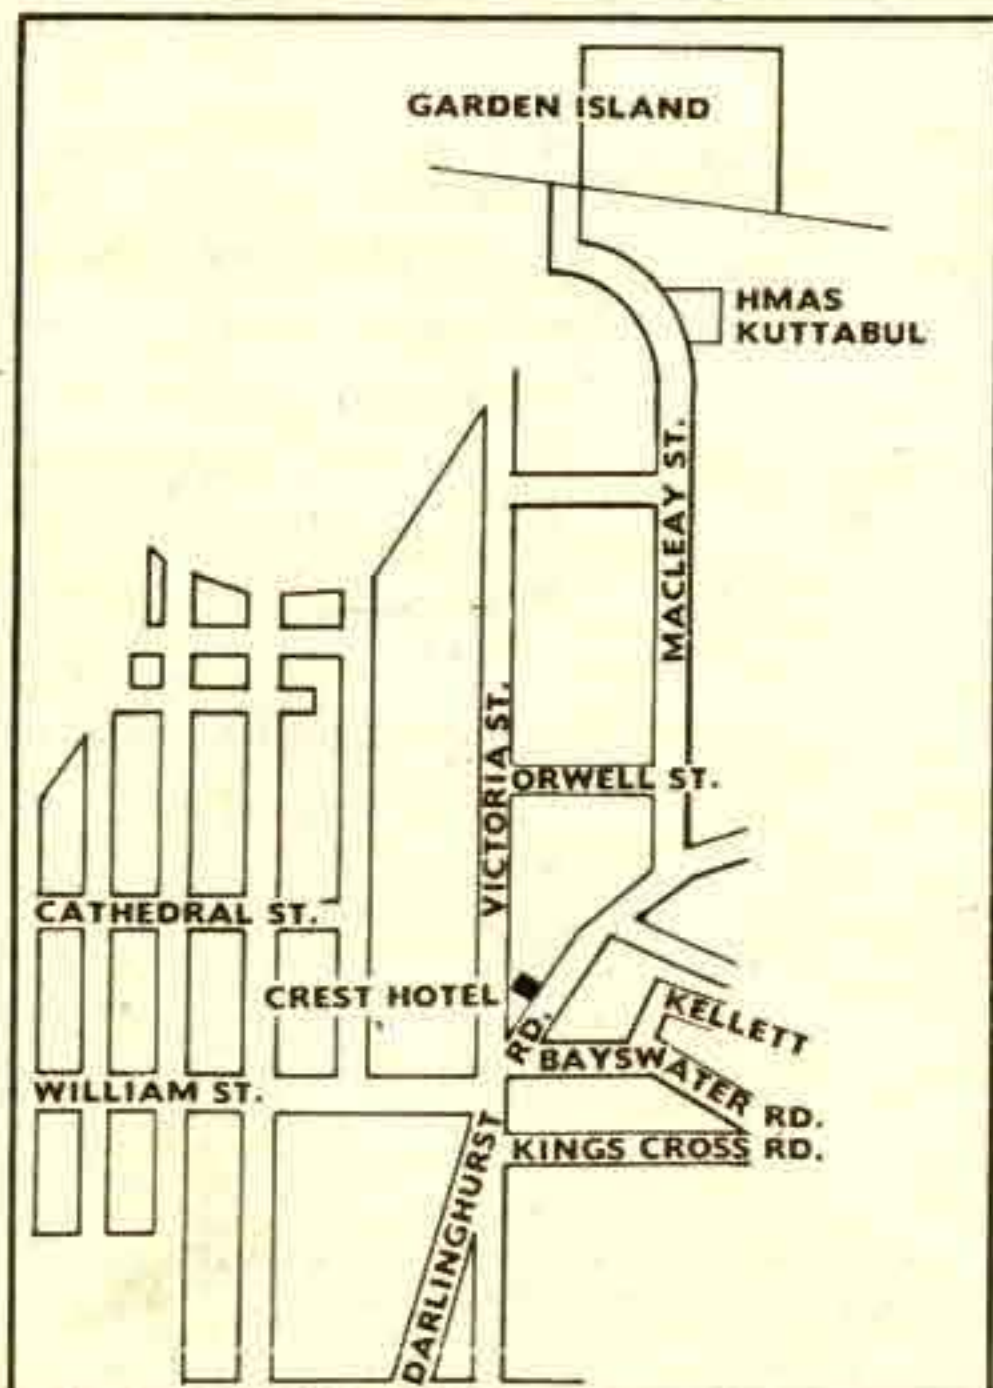 GARDEN ISLAND
HMAS
KUTTABUL
MACLEAY ST.
VICTORIA ST.
ORWELL ST.
CATHEDRAL ST.
CREST HOTEL
KELLETT
BAYSWATER RD.
WILLIAM ST.
KINGS CROSS RD.
DARLINGHURST RD.